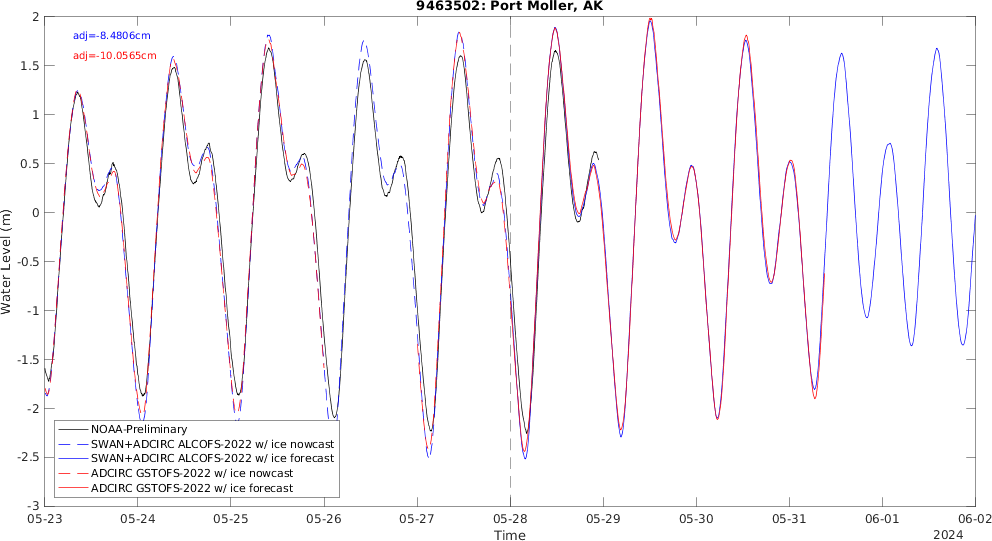 9463502: Port Moller, AK
adj=-8.4806cm
adj=-10.0565cm
Water Level (m)
2
1.5
1
0.5
0
-0.5
-1
-1.5
-2
-2.5
-3
NOAA-Preliminary
SWAN+ADCIRC ALCOFS-2022 w/ ice nowcast
SWAN+ADCIRC ALCOFS-2022 w/ ice forecast
ADCIRC GSTOFS-2022 w/ ice nowcast
ADCIRC GSTOFS-2022 w/ ice forecast
05-23 05-24 05-25 05-26 05-27 05-28 05-29 05-30 05-31 06-01 06-02
Time
2024